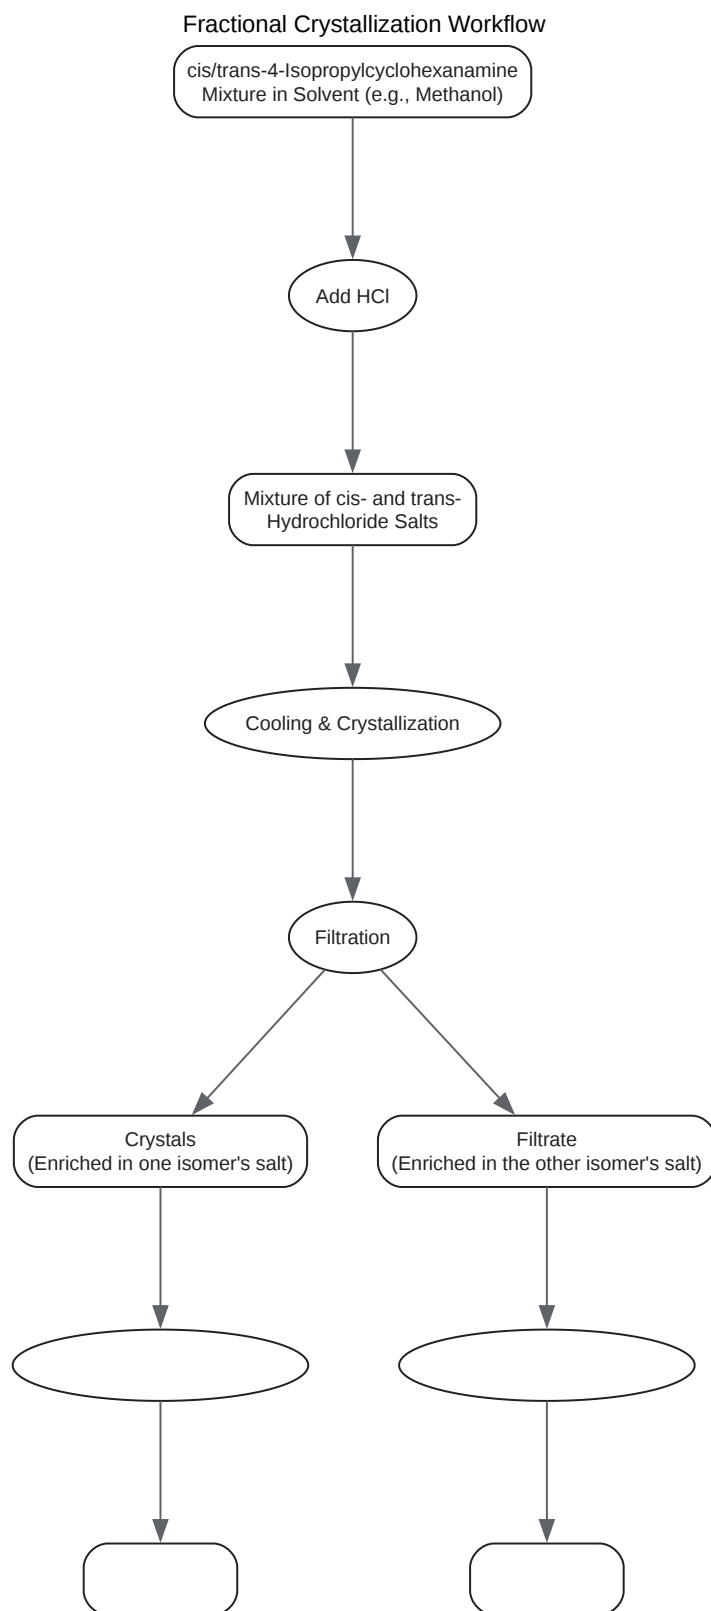 Fractional Crystallization Workflow
cis/trans-4-Isopropylcyclohexanamine
Mixture in Solvent (e.g., Methanol)
Add HCl
Mixture of cis- and trans-
Hydrochloride Salts
Cooling & Crystallization
Filtration
Crystals
(Enriched in one isomer's salt)
Filtrate
(Enriched in the other isomer's salt)